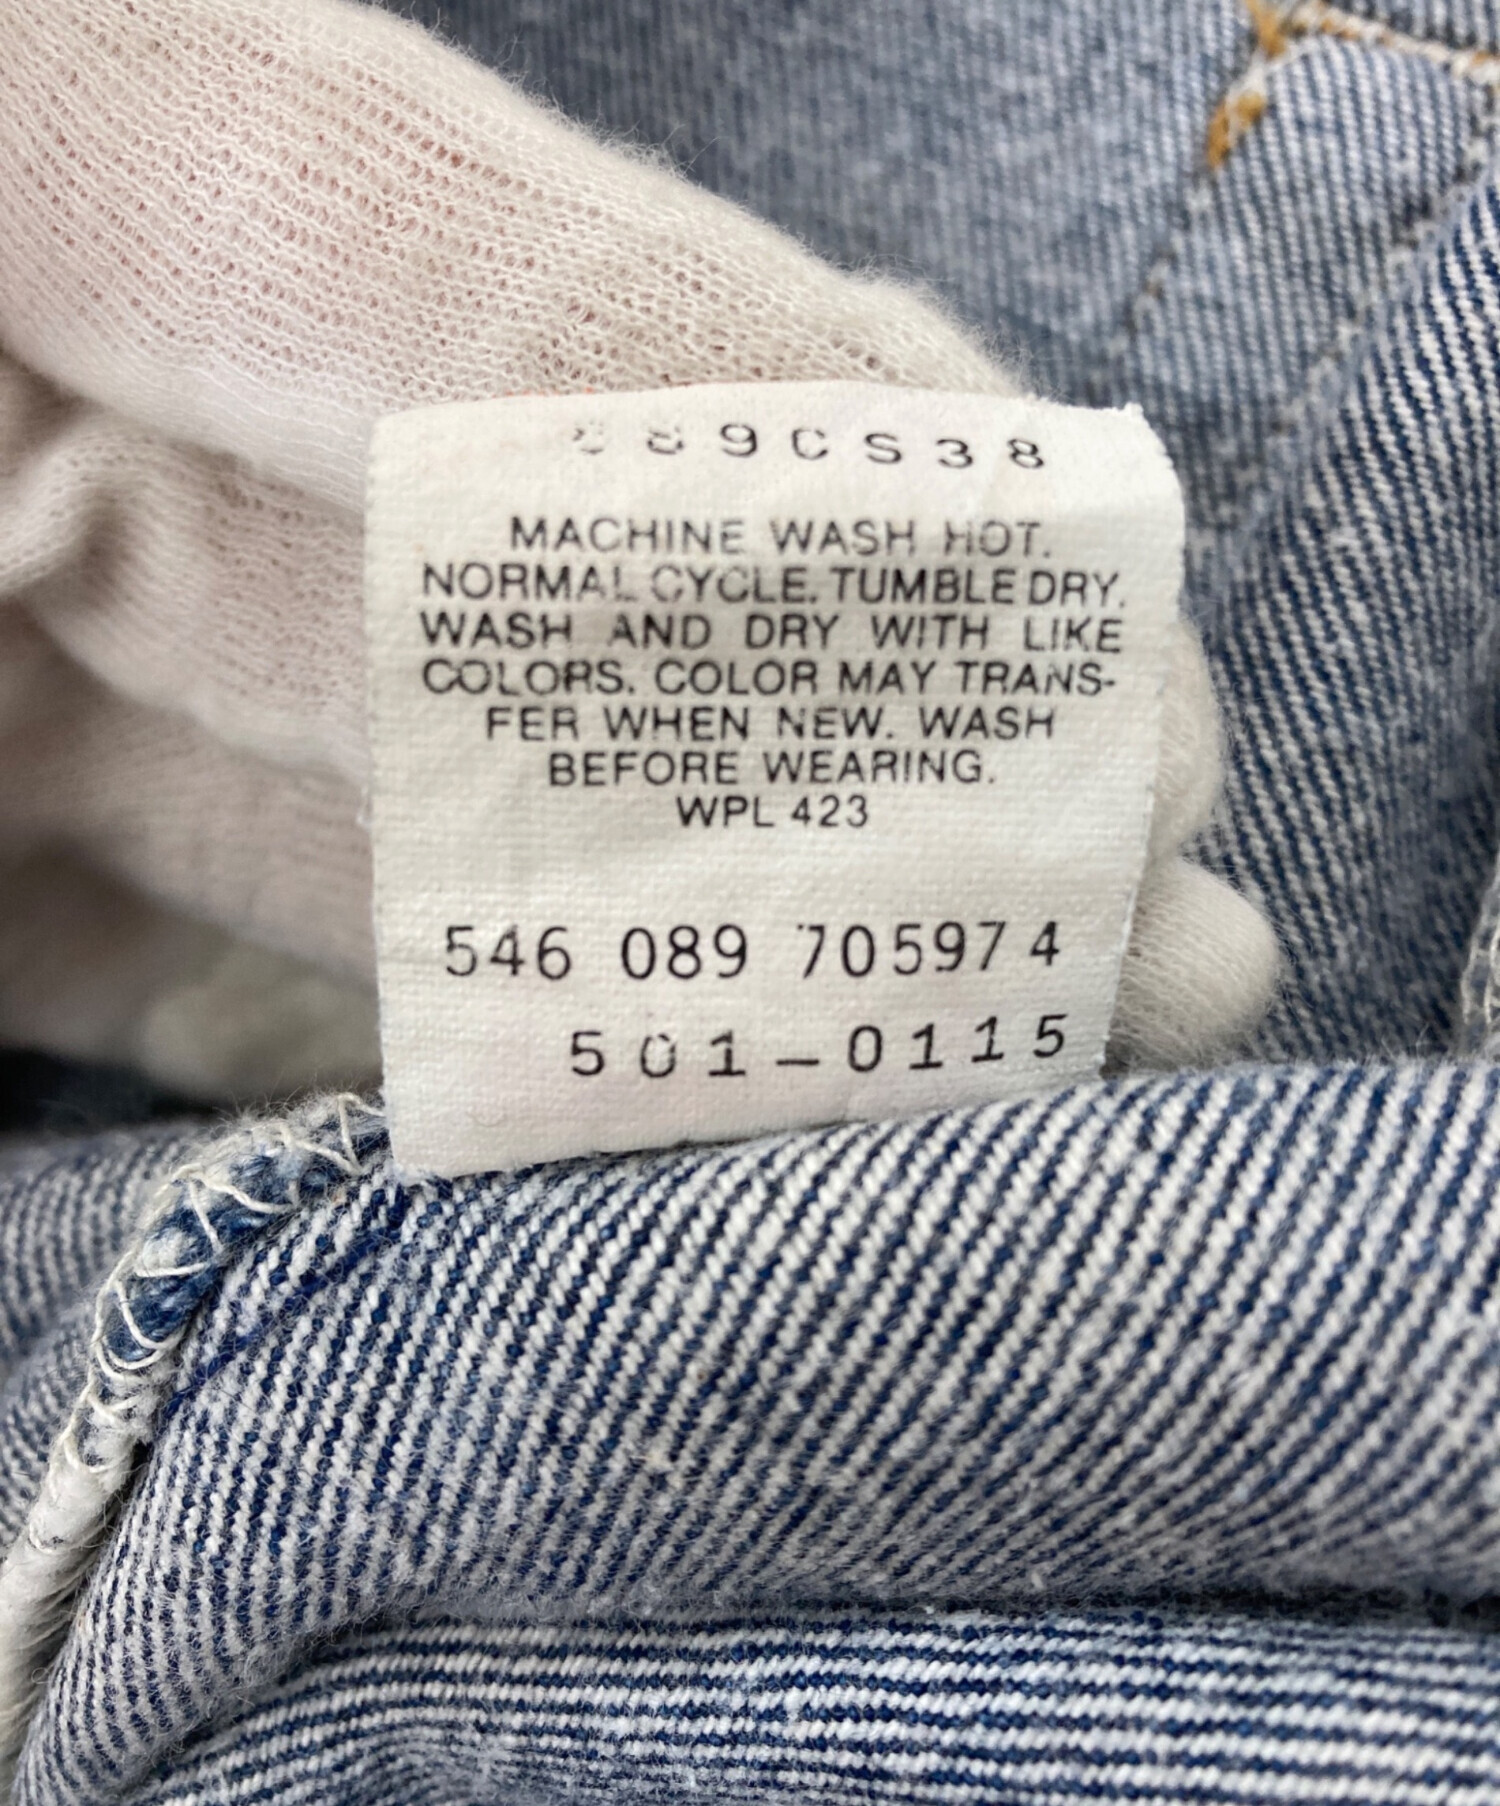 89CS38
MACHINE WASH HOT.
NORMAL CYCLE. TUMBLE DRY.
WASH AND DRY WITH LIKE
COLORS. COLOR MAY TRANS-
FER WHEN NEW. WASH
BEFORE WEARING.
WPL 423
546 089 705974
501-0115